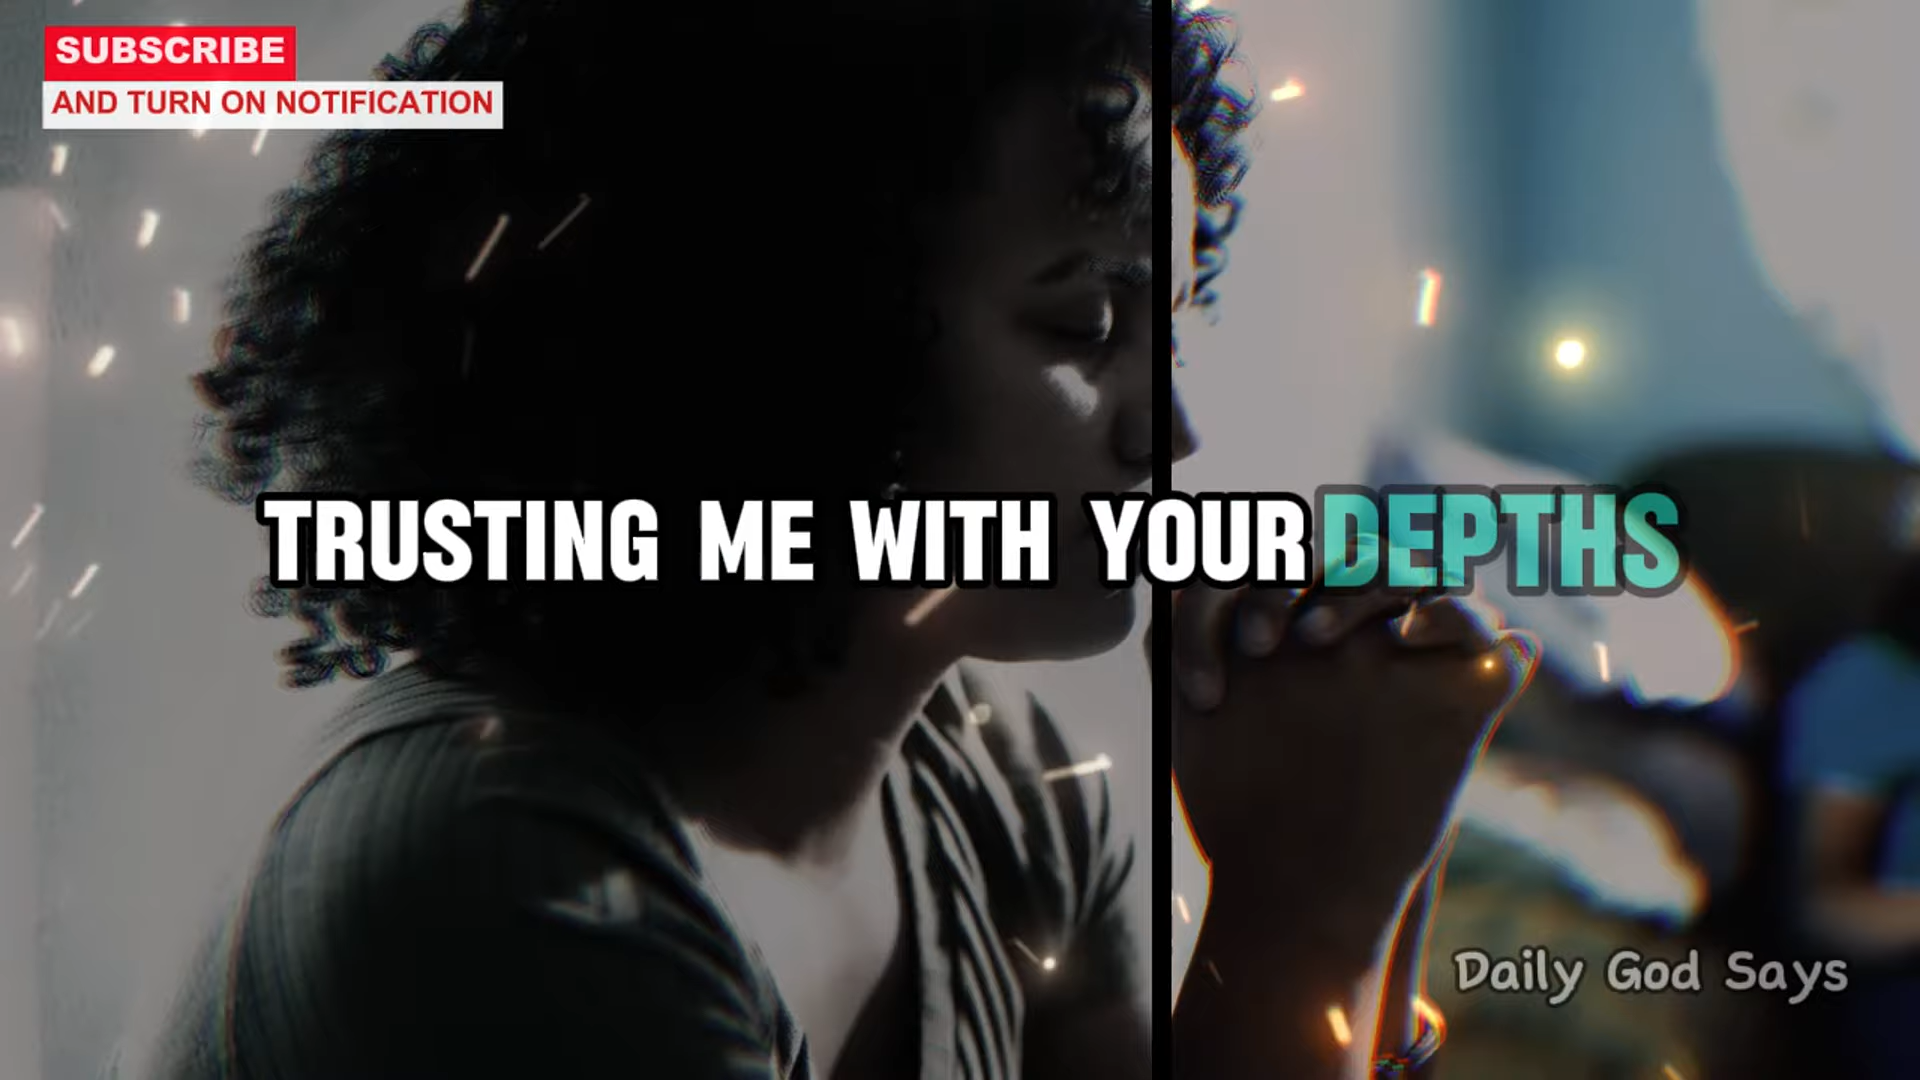 SUBSCRIBE
AND TURN ON NOTIFICATION
TRUSTING ME WITH YOUR DEPTHS
Daily God Says